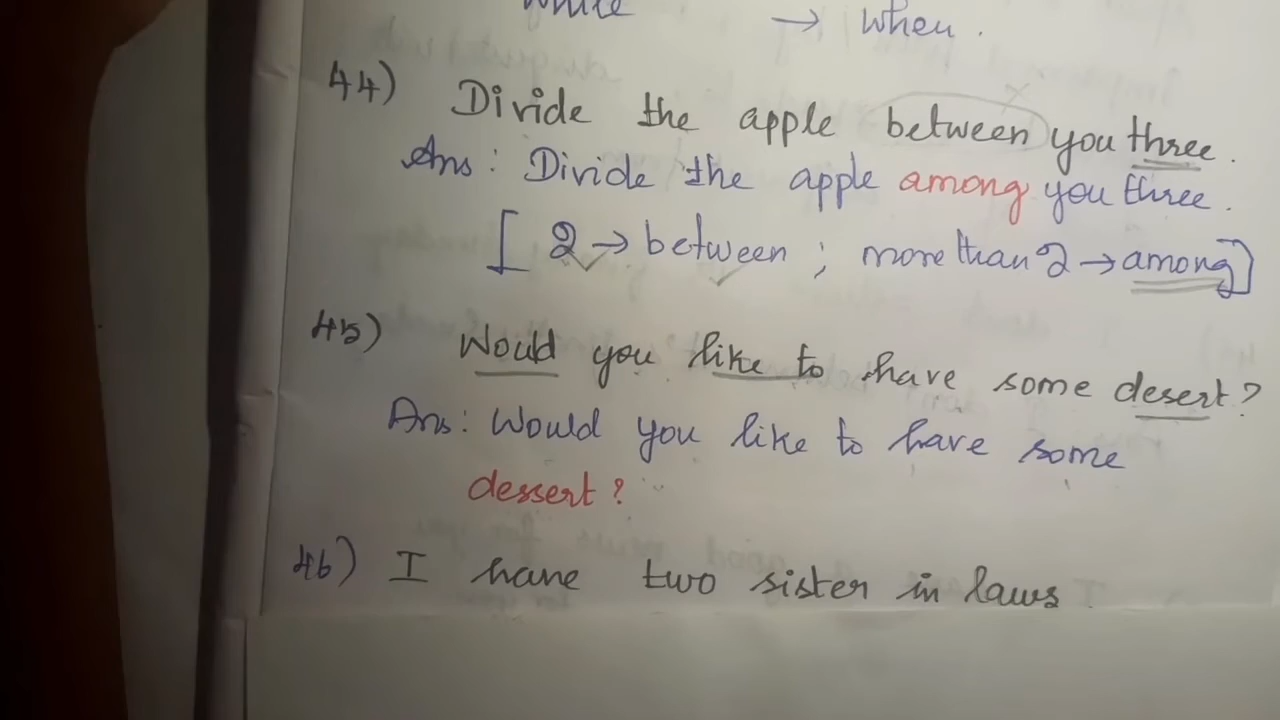 while → when.
44) Divide the apple between you three.
Ans: Divide the apple among you three.
[2 → between ; more than 2 → among]
45) Would you like to have some desert?
Ans: Would you like to have some
dessert?
46) I have two sister in laws